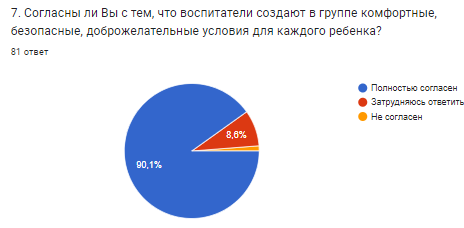 7. Согласны ли Вы с тем, что воспитатели создают в группе комфортные,
безопасные, доброжелательные условия для каждого ребенка?
81 ответ
Полностью согласен
Затрудняюсь ответить
Не согласен
8,6%
90,1%